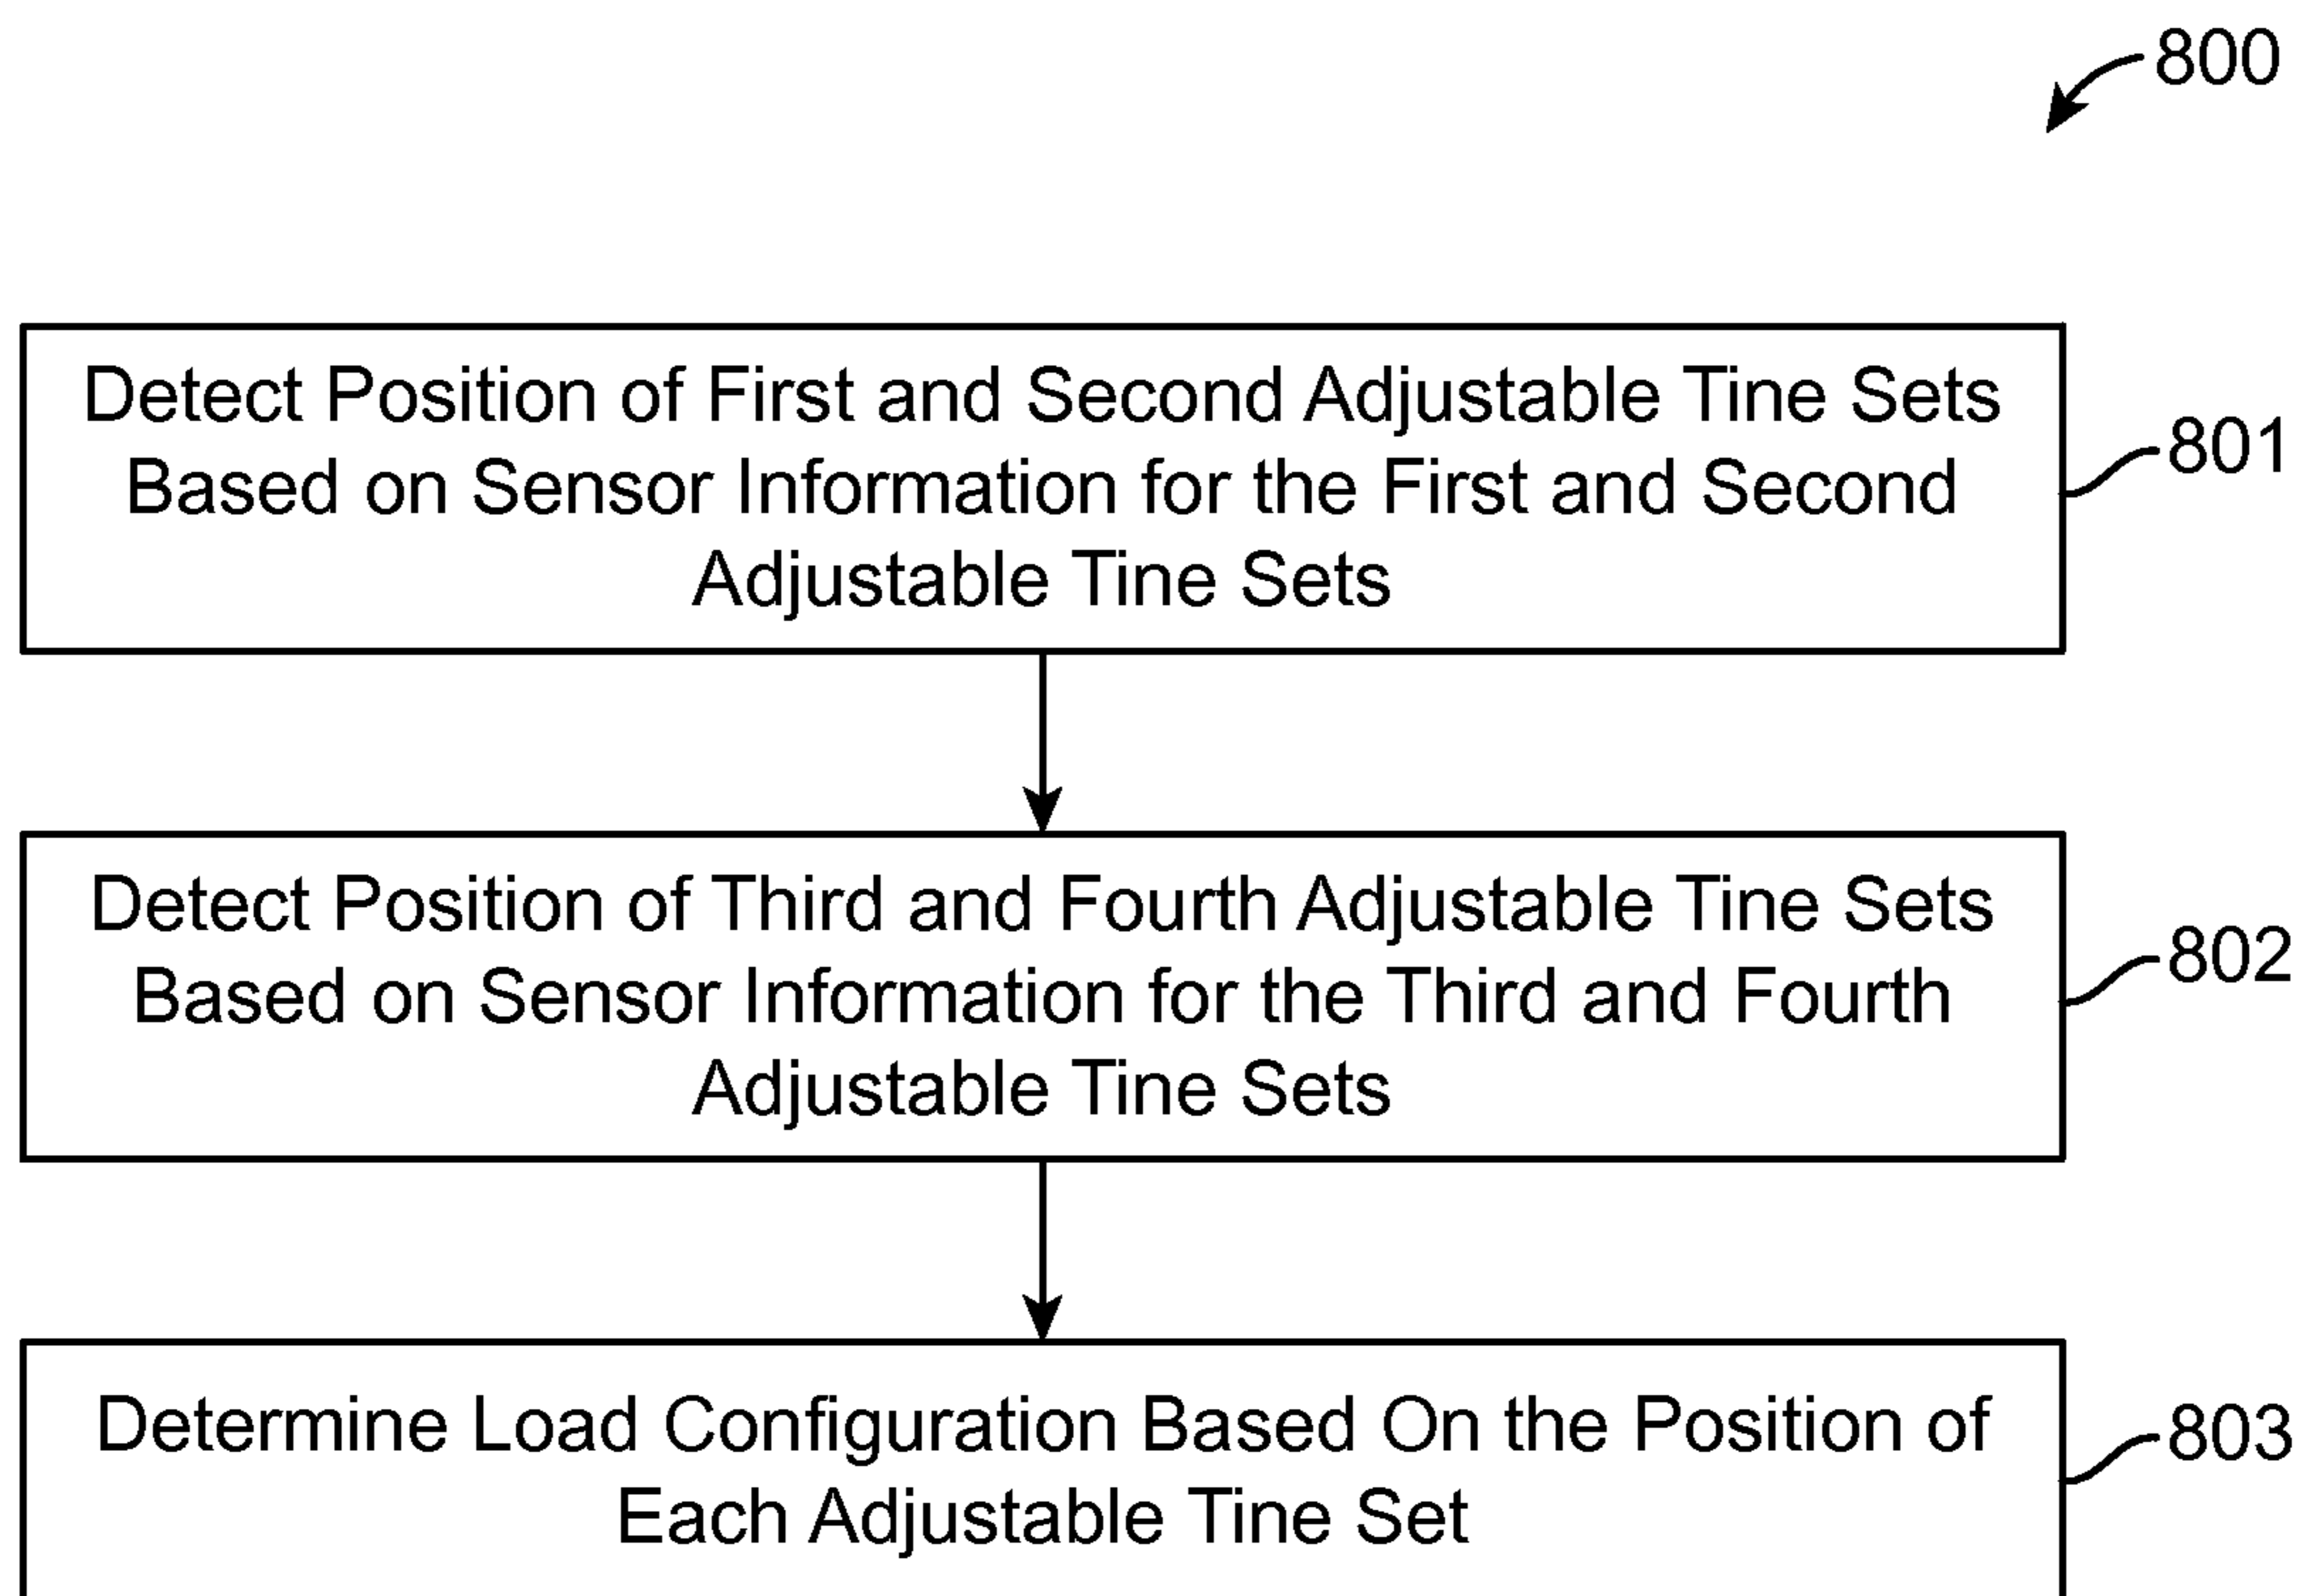 800
Detect Position of First and Second Adjustable Tine Sets
Based on Sensor Information for the First and Second
Adjustable Tine Sets
801
Detect Position of Third and Fourth Adjustable Tine Sets
Based on Sensor Information for the Third and Fourth
Adjustable Tine Sets
802
Determine Load Configuration Based On the Position of
Each Adjustable Tine Set
803